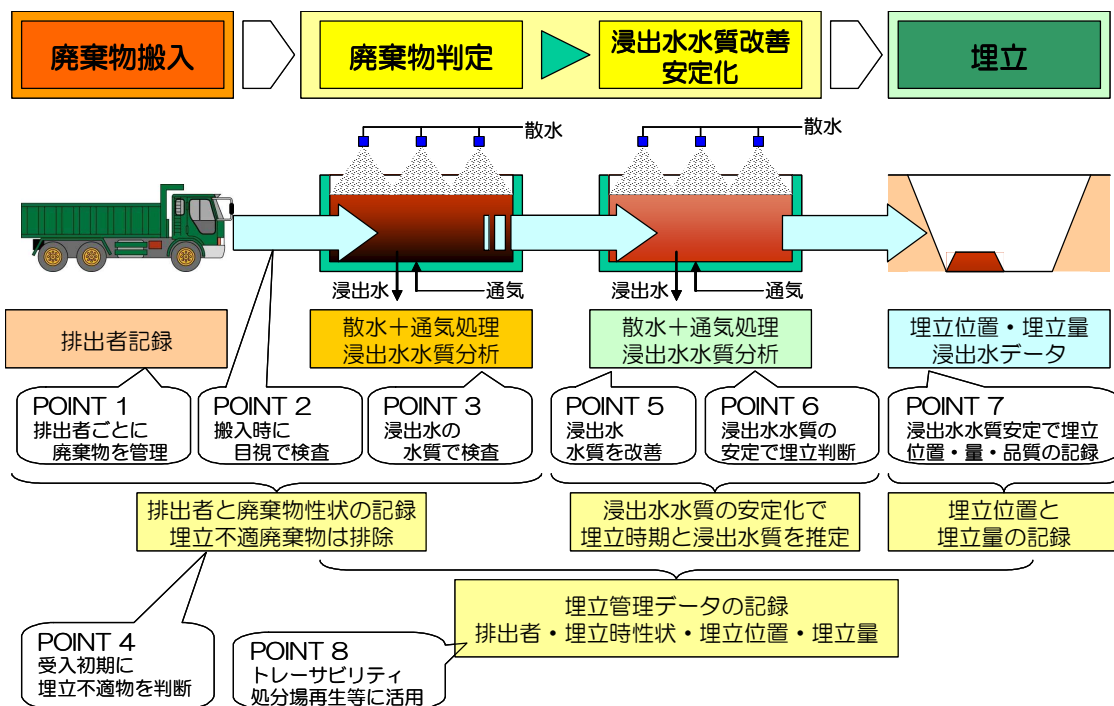 廃棄物搬入
廃棄物判定
浸出水水質改善
安定化
埋立
散水
散水
浸出水
通気
浸出水
通気
排出者記録
散水＋通気処理
浸出水水質分析
散水＋通気処理
浸出水水質分析
埋立位置・埋立量
浸出水データ
POINT 1
排出者ごとに
廃棄物を管理
POINT 2
搬入時に
目視で検査
POINT 3
浸出水の
水質で検査
POINT 5
浸出水
水質を改善
POINT 6
浸出水水質の
安定で埋立判断
POINT 7
浸出水水質安定で埋立
位置・量・品質の記録
排出者と廃棄物性状の記録
埋立不適廃棄物は排除
浸出水水質の安定化で
埋立時期と浸出水質を推定
埋立位置と
埋立量の記録
埋立管理データの記録
排出者・埋立時性状・埋立位置・埋立量
POINT 4
受入初期に
埋立不適物を判断
POINT 8
トレーサビリティ
処分場再生等に活用